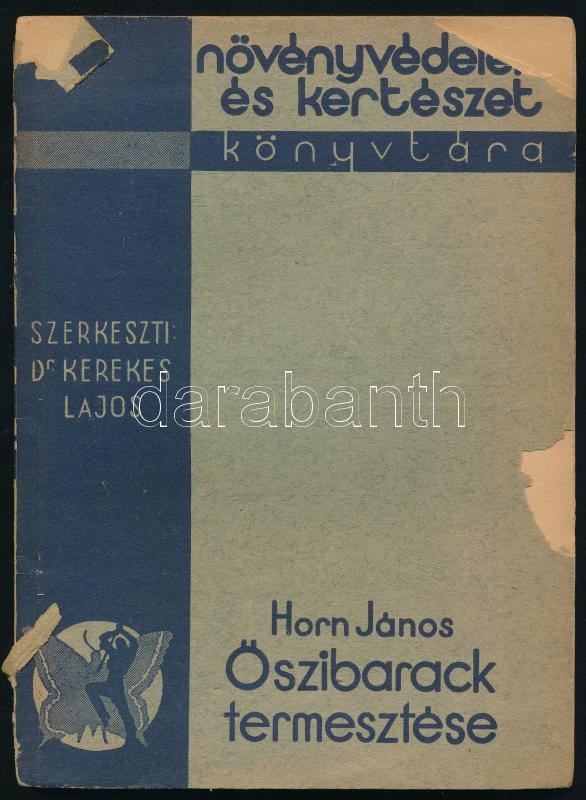 növényvédelem
és kertészet
könyvtára
SZERKESZTI:
Dr KEREKES
LAJOS
darabanth
Horn János
Őszibarack
termesztése